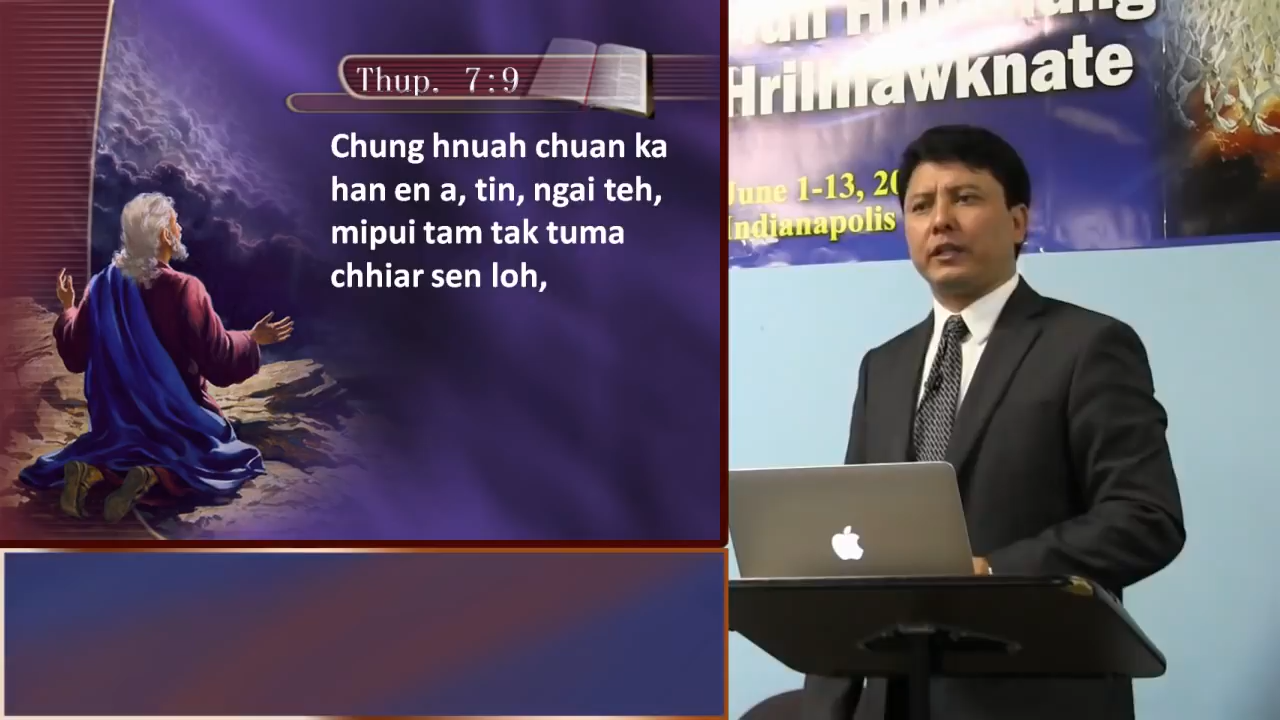 Thup. 7:9
Chung hnuah chuan ka
han en a, tin, ngai teh,
mipui tam tak tuma
chhiar sen loh,
Hrilhlawknate
June 1-13, 20
Indianapolis